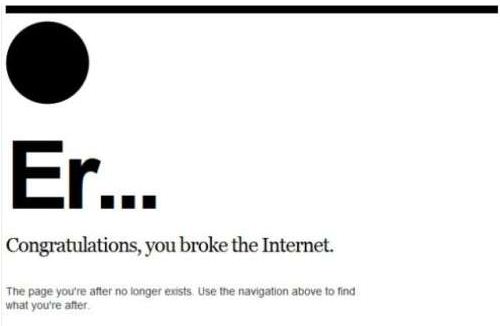 Er...
Congratulations, you broke the Internet.
The page you're after no longer exists. Use the navigation above to find
what you're after.